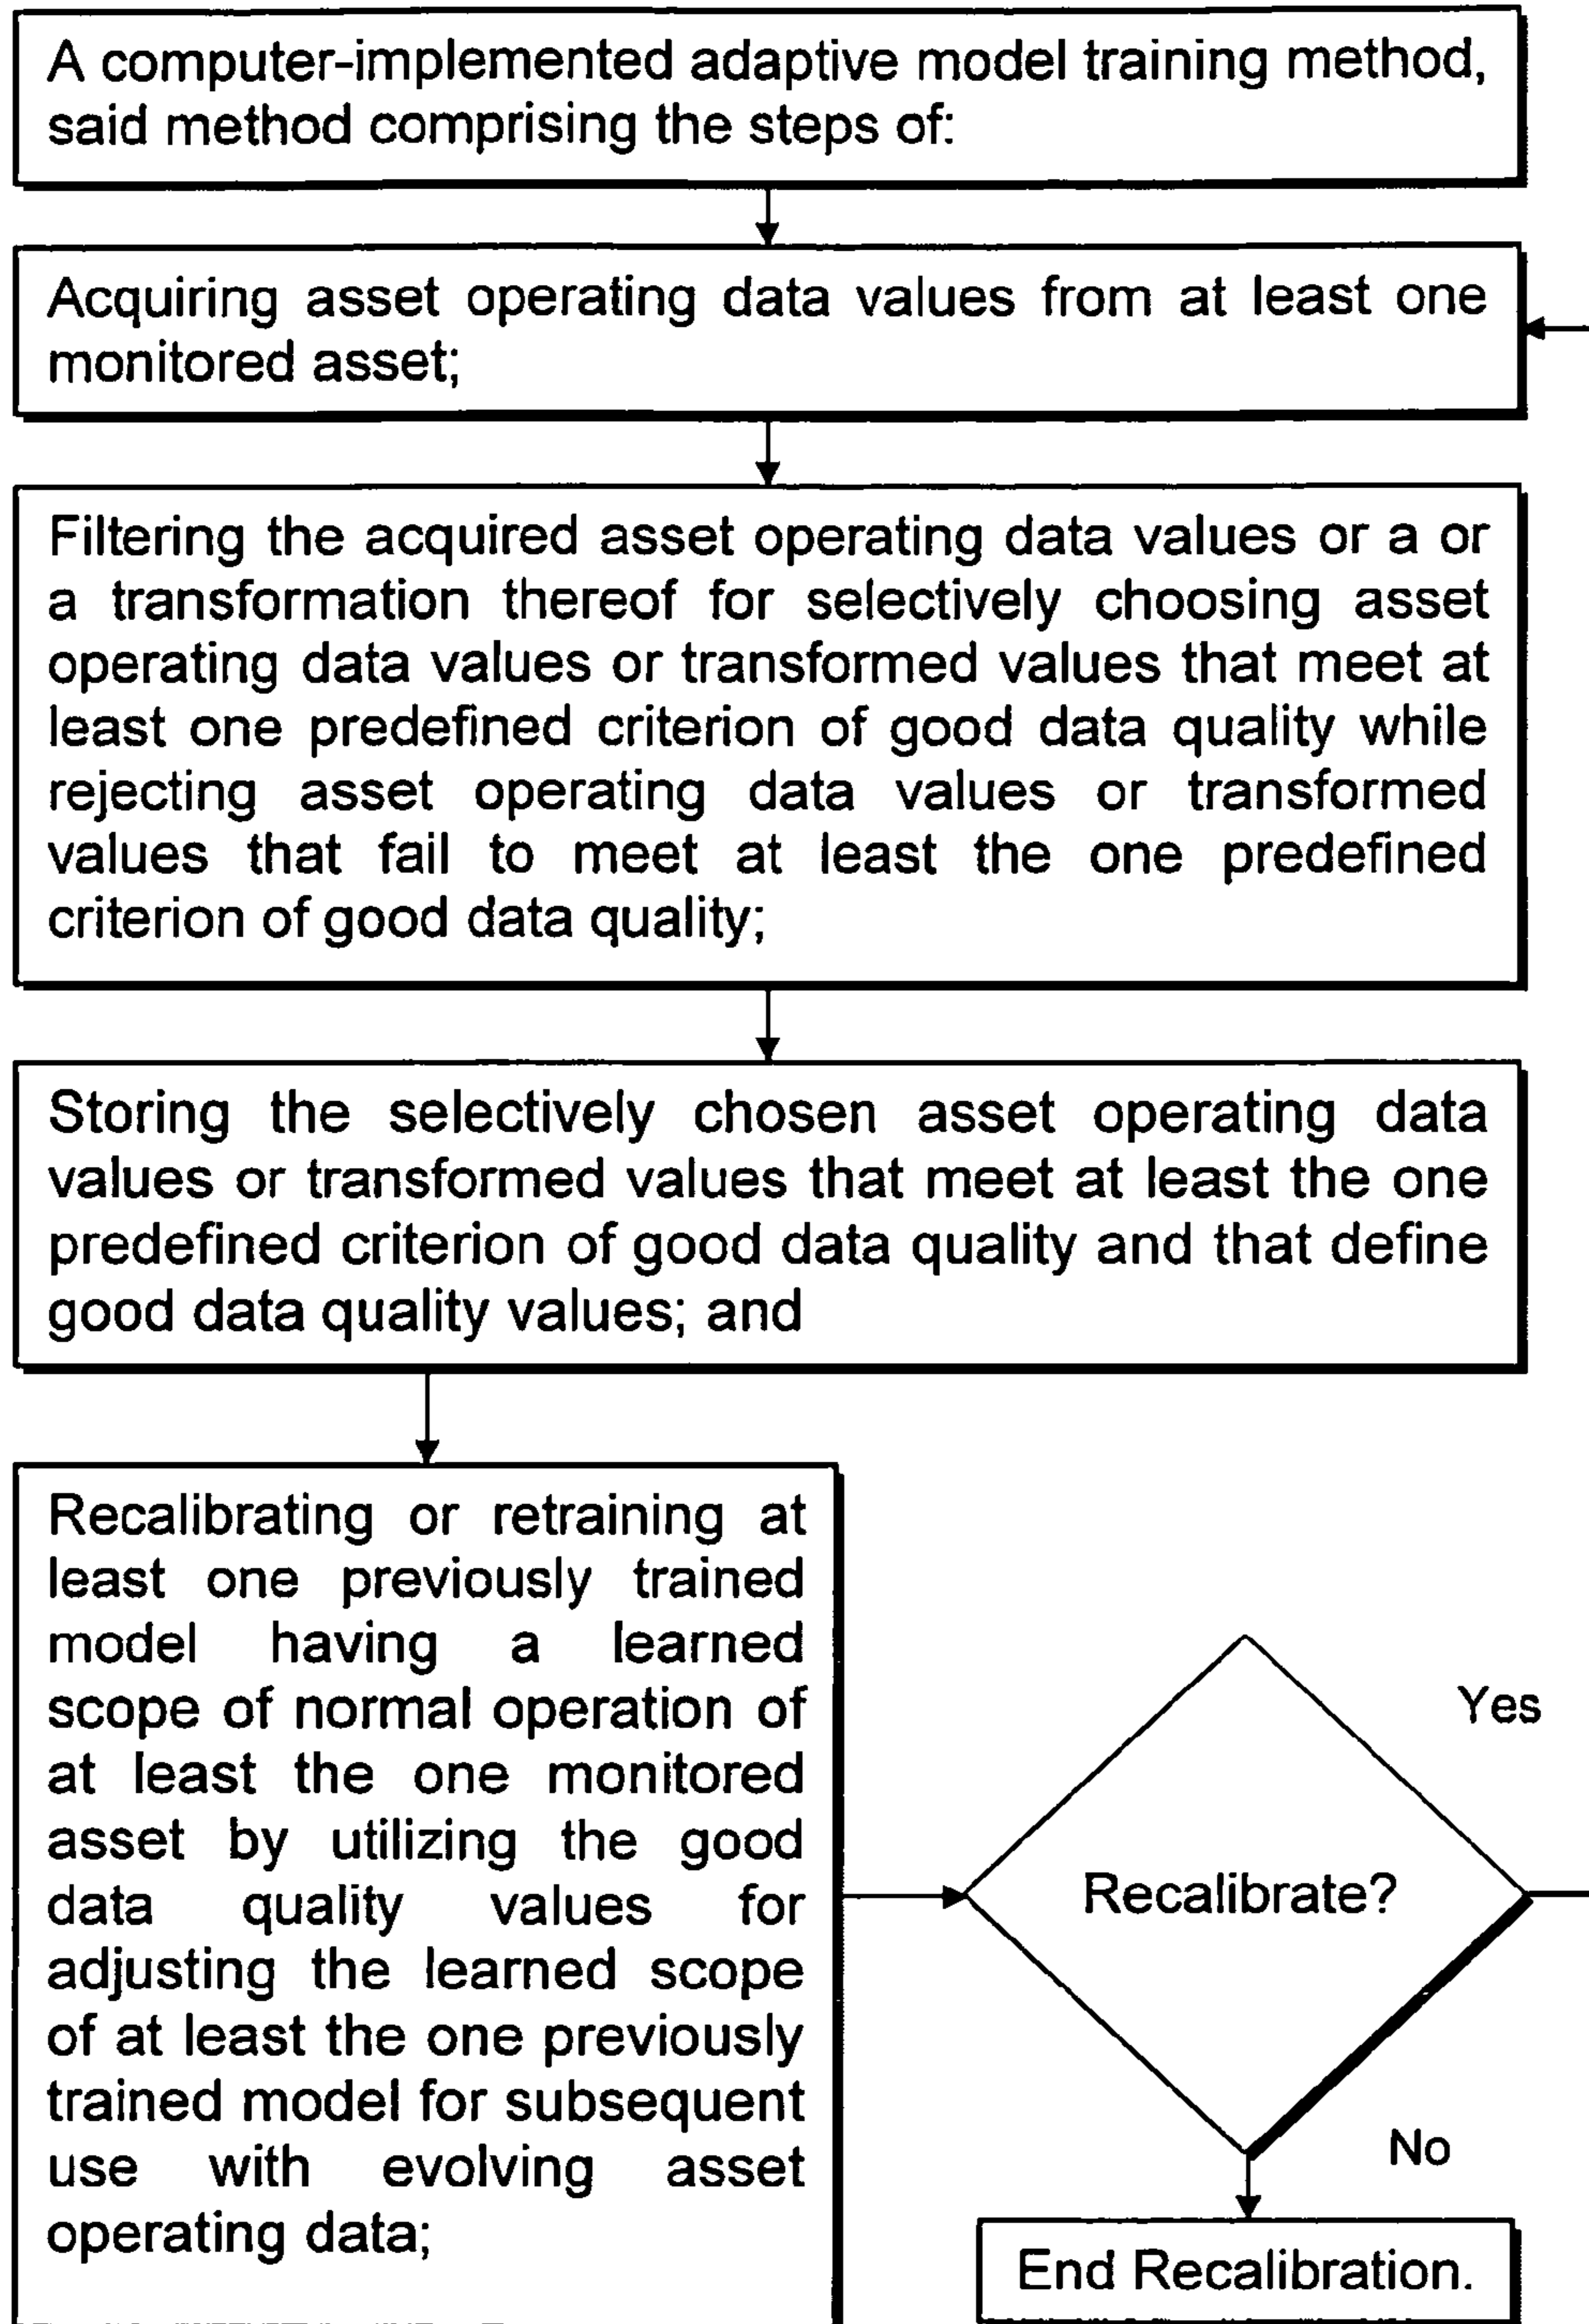 A computer-implemented adaptive model training method,
said method comprising the steps of:
Acquiring asset operating data values from at least one
monitored asset;
Filtering the acquired asset operating data values or a or
a transformation thereof for selectively choosing asset
operating data values or transformed values that meet at
least one predefined criterion of good data quality while
rejecting asset operating data values or transformed
values that fail to meet at least the one predefined
criterion of good data quality;
Storing the selectively chosen asset operating data
values or transformed values that meet at least the one
predefined criterion of good data quality and that define
good data quality values; and
Recalibrating or retraining at
least one previously trained
model having a learned
scope of normal operation of
at least the one monitored
asset by utilizing the good
data quality values for
adjusting the learned scope
of at least the one previously
trained model for subsequent
use with evolving asset
operating data;
Yes
Recalibrate?
No
End Recalibration.